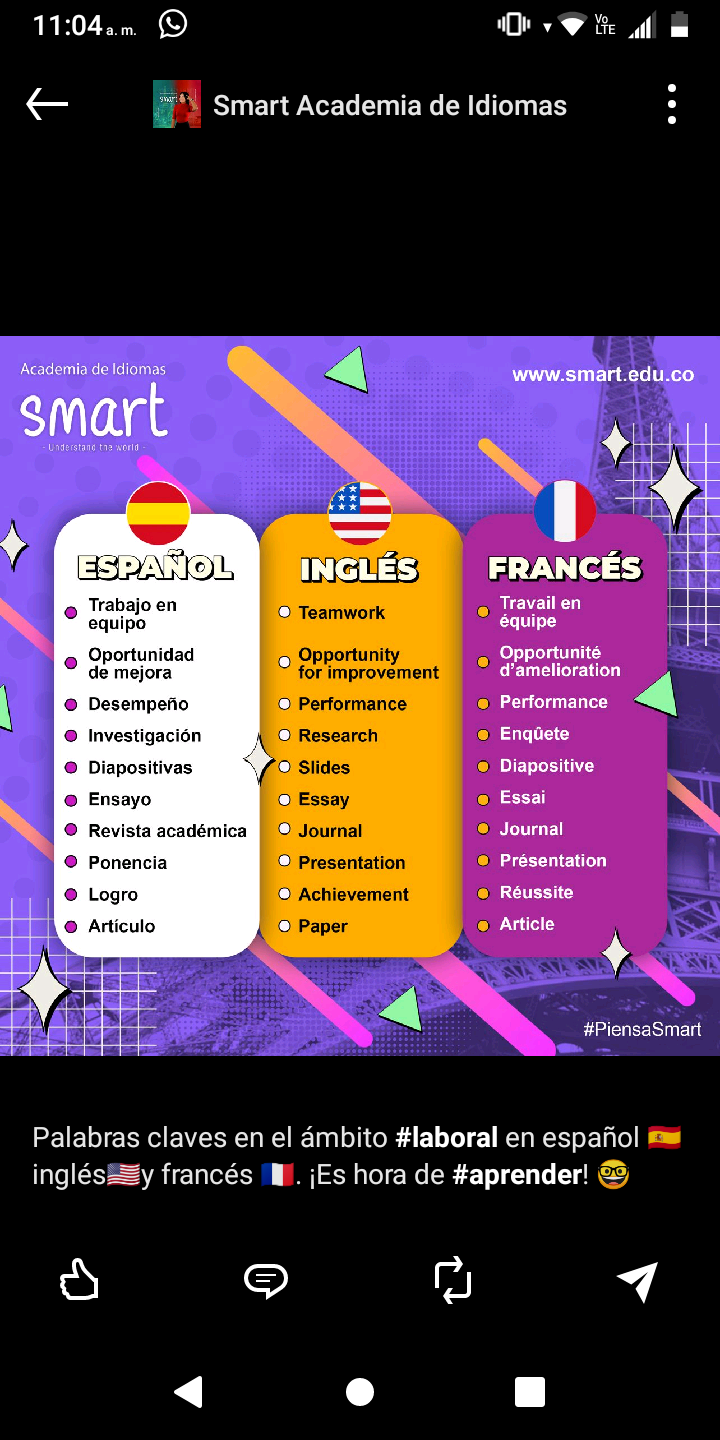 11:04 a. m.
Vo
LTE
Smart Academia de Idiomas
Academia de Idiomas
smart
- Understand the world -
www.smart.edu.co
ESPAÑOL
Trabajo en
equipo
Oportunidad
de mejora
Desempeño
Investigación
Diapositivas
Ensayo
Revista académica
Ponencia
Logro
Artículo
INGLÉS
Teamwork
Opportunity
for improvement
Performance
Research
Slides
Essay
Journal
Presentation
Achievement
Paper
FRANCÉS
Travail en
équipe
Opportunité
d'amelioration
Performance
Enqûete
Diapositive
Essai
Journal
Présentation
Réussite
Article
#PiensaSmart
Palabras claves en el ámbito #laboral en español 🇪🇸
inglés🇺🇸y francés 🇫🇷. ¡Es hora de #aprender! 🤓